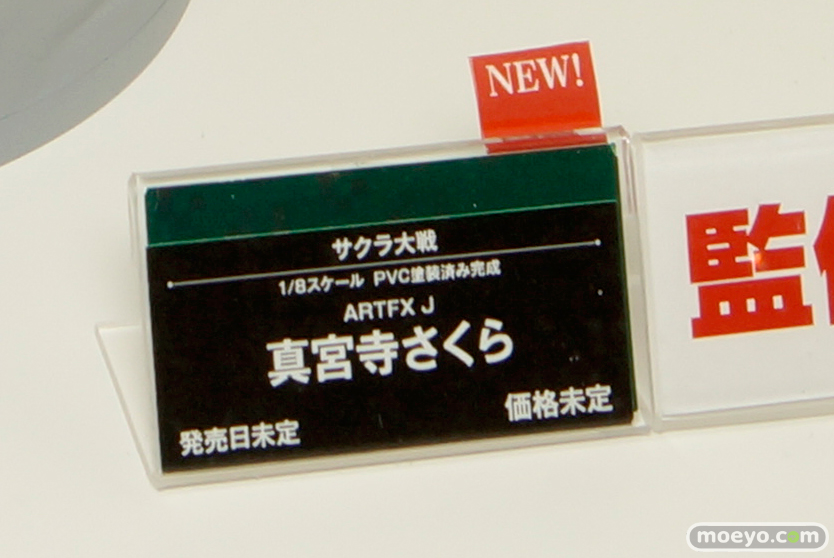 NEW!
サクラ大戦
1/8スケール PVC塗装済み完成
ARTFX J
真宮寺さくら
価格未定
発売日未定
監
moeyo.com